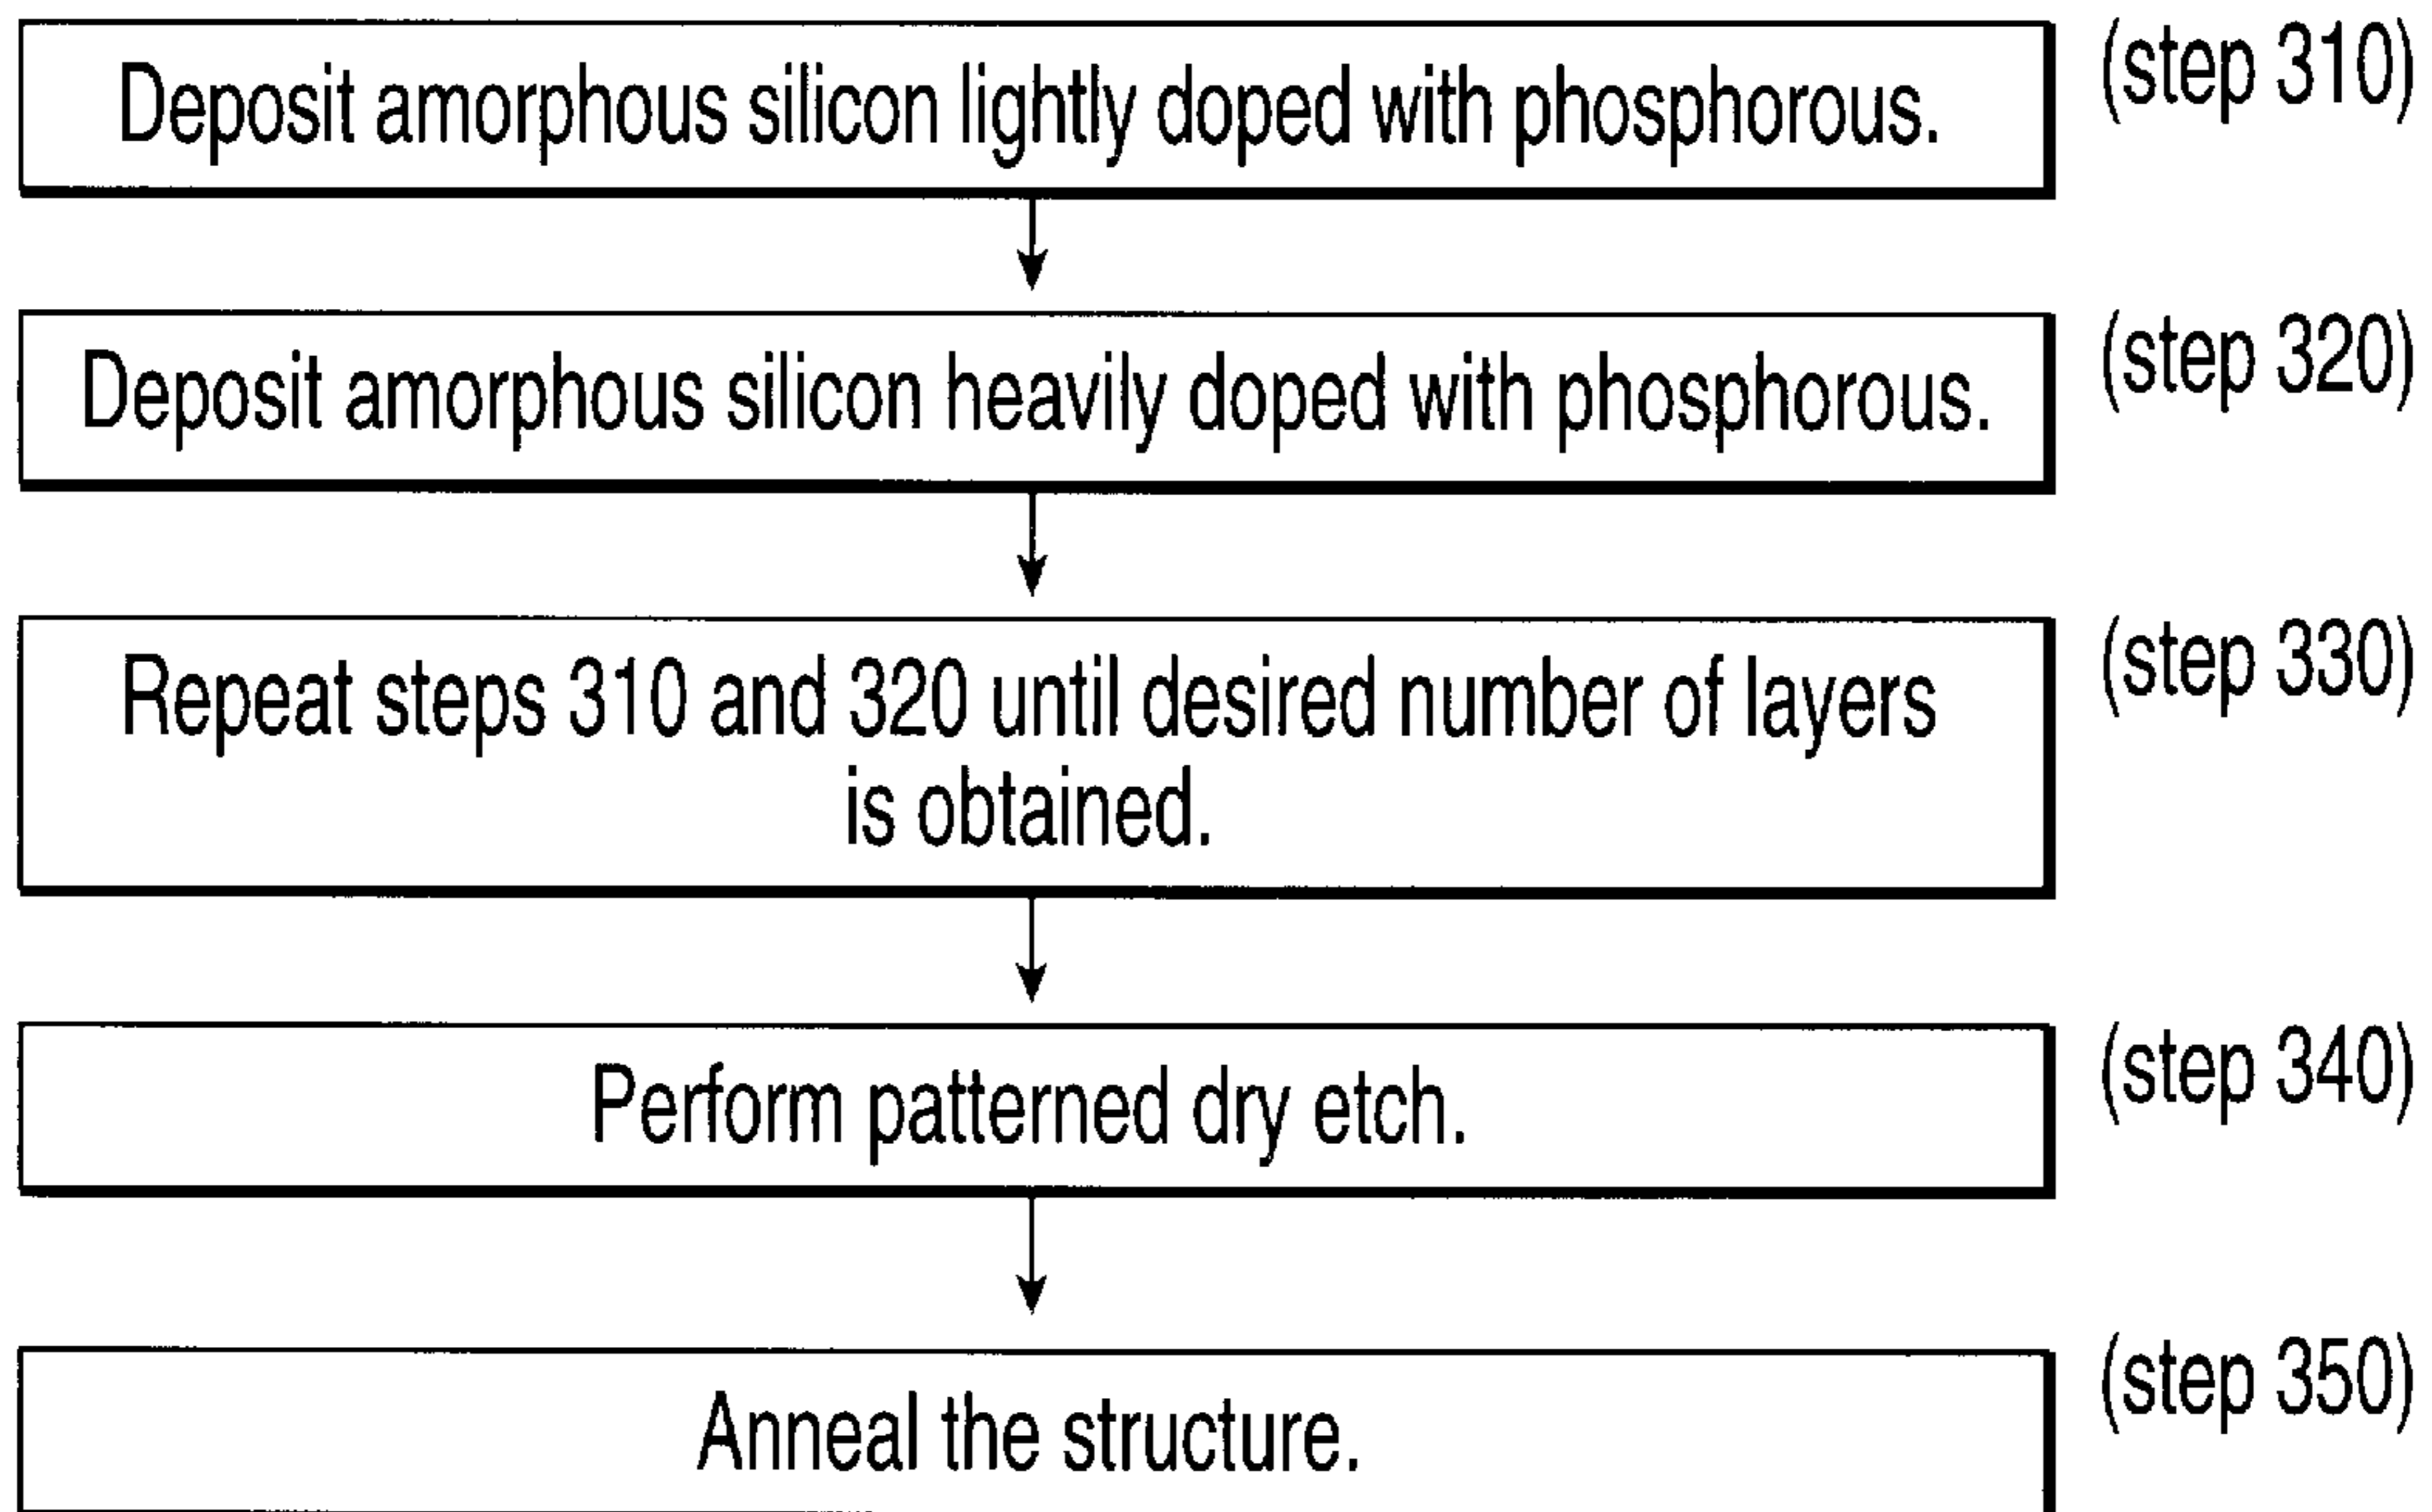 Deposit amorphous silicon lightly doped with phosphorous.
(step 310)
Deposit amorphous silicon heavily doped with phosphorous.
(step 320)
Repeat steps 310 and 320 until desired number of layers
is obtained.
(step 330)
Perform patterned dry etch.
(step 340)
Anneal the structure.
(step 350)